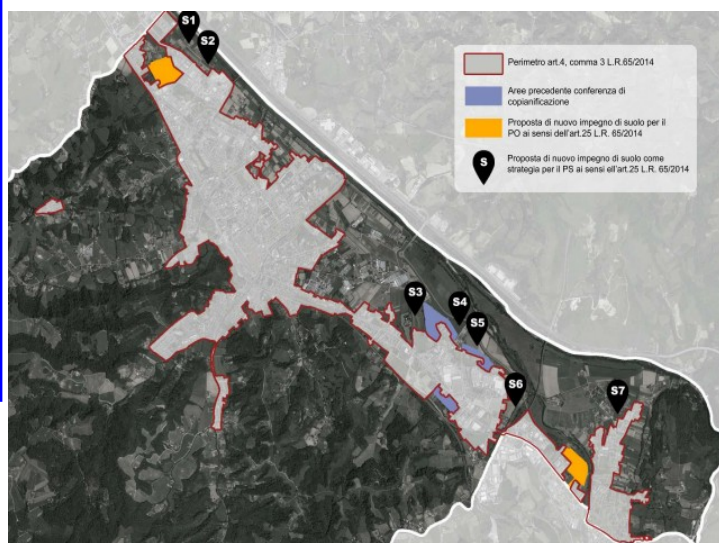 S1
S2
Perimetro art.4, comma 3 L.R.65/2014
Aree precedente conferenza di
copianificazione
Proposta di nuovo impegno di suolo per il
PO ai sensi dell'art.25 L.R. 65/2014
S
Proposta di nuovo impegno di suolo come
strategia per il PS ai sensi ell'art.25 L.R. 65/2014
S3
S4
S5
S6
S7